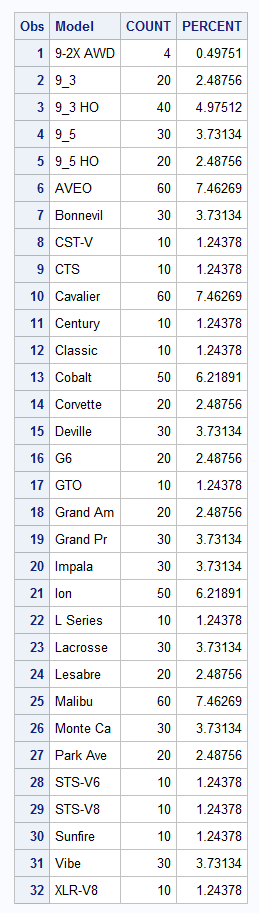 Obs Model COUNT PERCENT
1 9-2X AWD 4 0.49751
2 9_3 20 2.48756
3 9_3 HO 40 4.97512
4 9_5 30 3.73134
5 9_5 HO 20 2.48756
6 AVEO 60 7.46269
7 Bonnevil 30 3.73134
8 CST-V 10 1.24378
9 CTS 10 1.24378
10 Cavalier 60 7.46269
11 Century 10 1.24378
12 Classic 10 1.24378
13 Cobalt 50 6.21891
14 Corvette 20 2.48756
15 Deville 30 3.73134
16 G6 20 2.48756
17 GTO 10 1.24378
18 Grand Am 20 2.48756
19 Grand Pr 30 3.73134
20 Impala 30 3.73134
21 Ion 50 6.21891
22 L Series 10 1.24378
23 Lacrosse 30 3.73134
24 Lesabre 20 2.48756
25 Malibu 60 7.46269
26 Monte Ca 30 3.73134
27 Park Ave 20 2.48756
28 STS-V6 10 1.24378
29 STS-V8 10 1.24378
30 Sunfire 10 1.24378
31 Vibe 30 3.73134
32 XLR-V8 10 1.24378